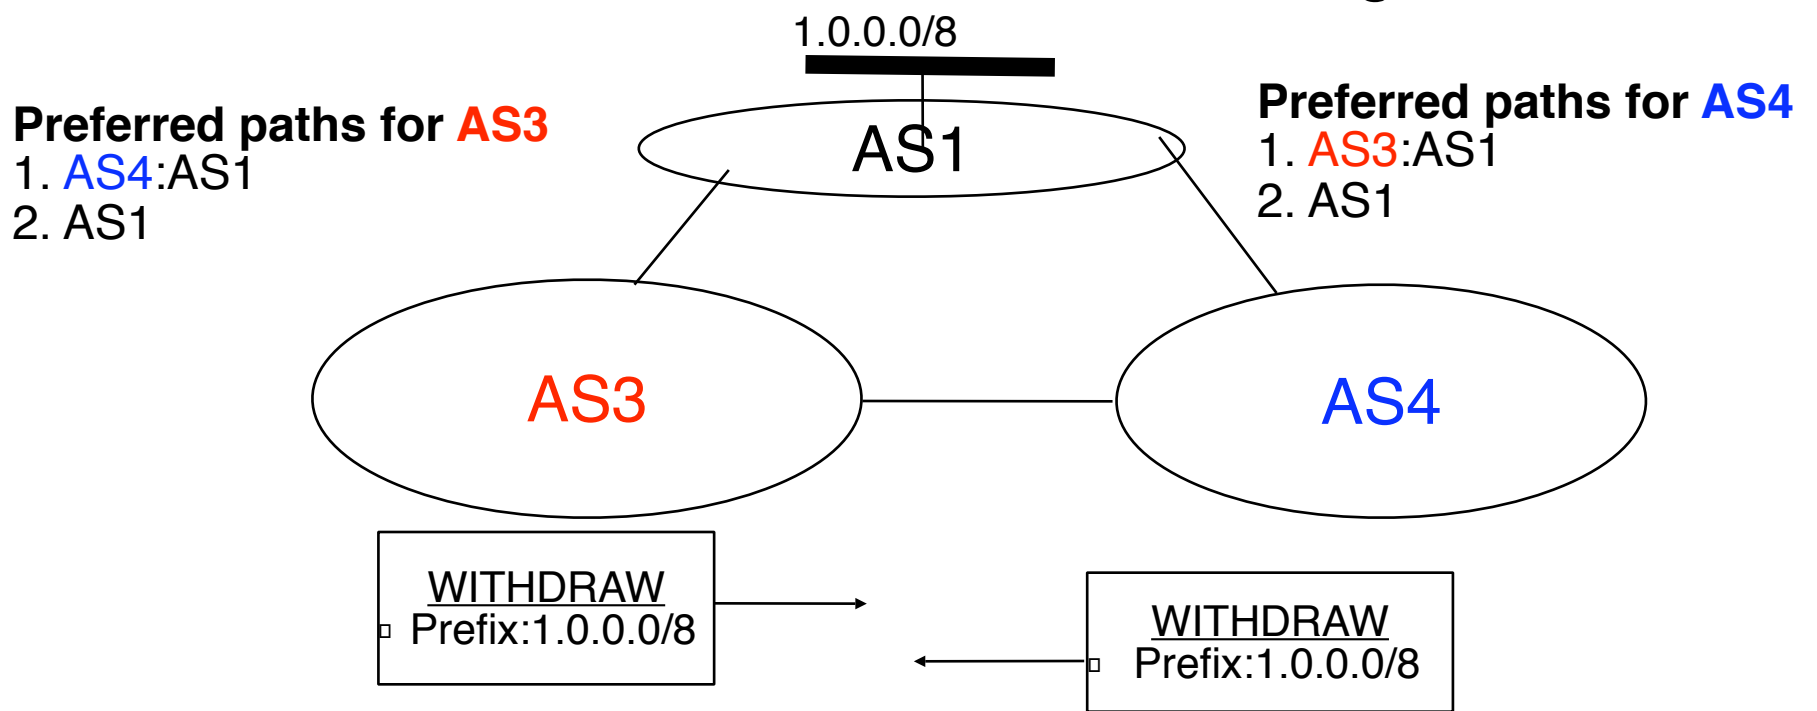 1.0.0.0/8
Preferred paths for AS3
1. AS4:AS1
2. AS1
AS1
Preferred paths for AS4
1. AS3:AS1
2. AS1
AS3
AS4
WITHDRAW
Prefix:1.0.0.0/8
WITHDRAW
Prefix:1.0.0.0/8